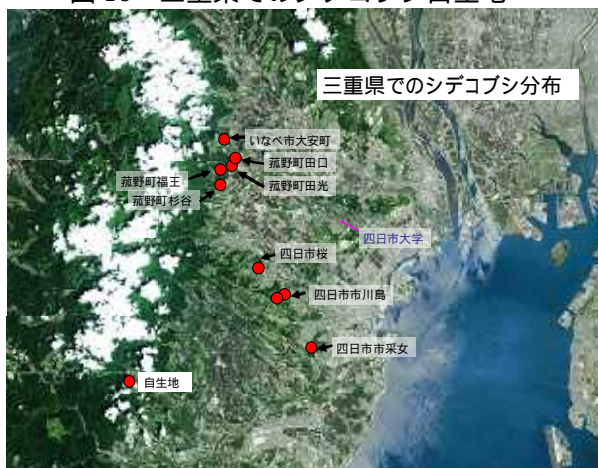 三重県でのシデコブシ分布
いなべ市大安町
菰野町田口
菰野町福王
菰野町田光
菰野町杉谷
四日市大学
四日市桜
四日市市川島
四日市市采女
自生地